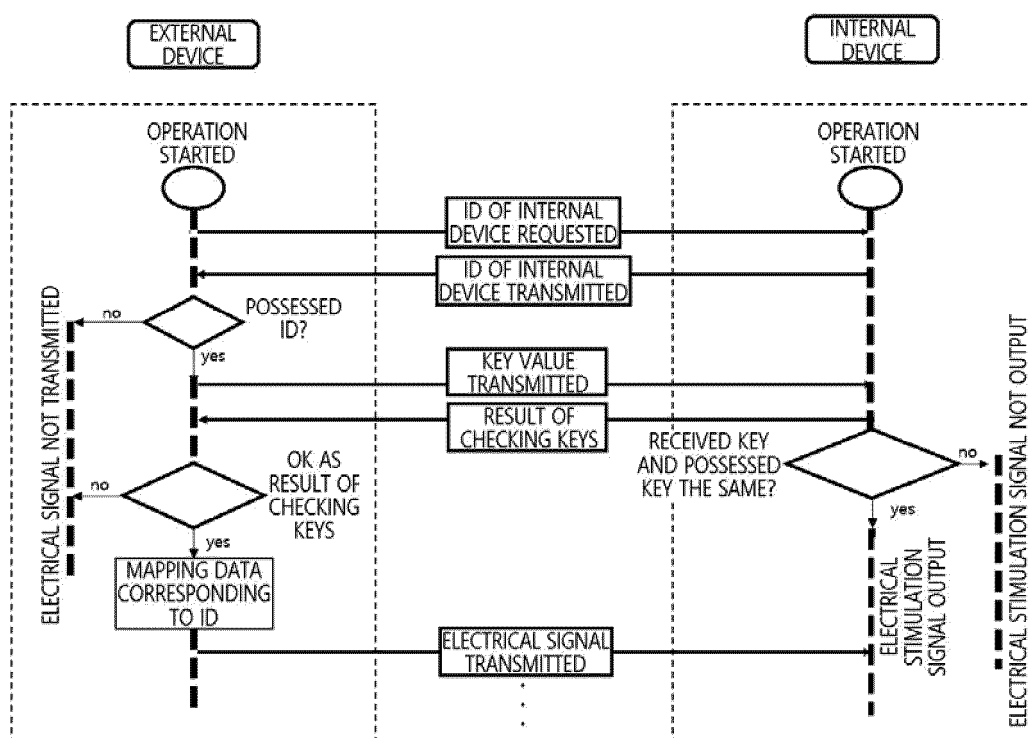 EXTERNAL
DEVICE
INTERNAL
DEVICE
OPERATION
STARTED
OPERATION
STARTED
ID OF INTERNAL
DEVICE REQUESTED
ID OF INTERNAL
DEVICE TRANSMITTED
POSSESSED
ID?
no
yes
ELECTRICAL SIGNAL NOT TRANSMITTED
KEY VALUE
TRANSMITTED
RESULT OF
CHECKING KEYS
RECEIVED KEY
AND POSSESSED
KEY THE SAME?
no
yes
ELECTRICAL STIMULATION SIGNAL NOT OUTPUT
OK AS
RESULT OF
CHECKING
KEYS
no
yes
MAPPING DATA
CORRESPONDING
TO ID
ELECTRICAL
STIMULATION
SIGNAL OUTPUT
ELECTRICAL SIGNAL
TRANSMITTED